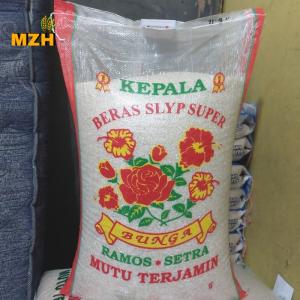 MZH
KEPALA
BERAS SLYP SUPER
BUNGA
RAMOS * SETRA
MUTU TERJAMIN